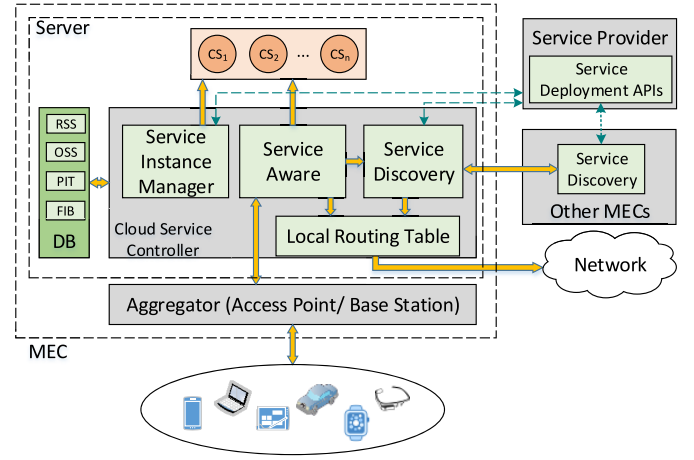 Server
CS1 CS2 ... CSn
Service Provider
Service
Deployment APIs
RSS
OSS
PIT
FIB
DB
Service
Instance
Manager
Service
Aware
Service
Discovery
Cloud Service
Controller
Local Routing Table
Service
Discovery
Other MECs
Network
Aggregator (Access Point/ Base Station)
MEC